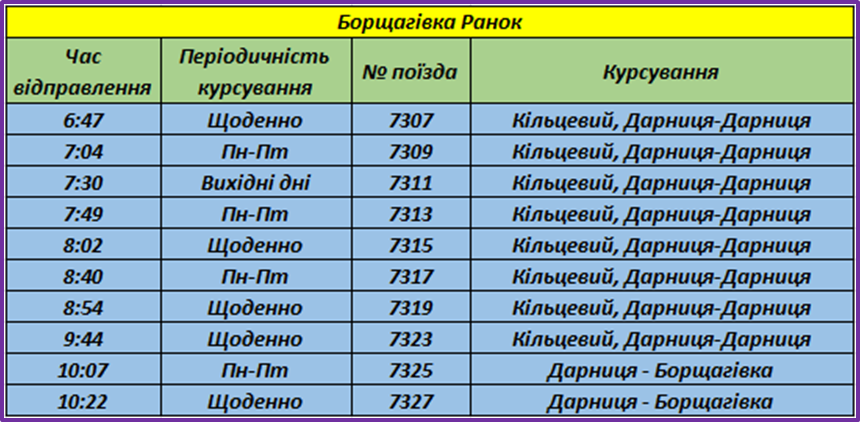 Борщагівка Ранок
Час відправлення Періодичність курсування № поїзда Курсування
6:47 Щоденно 7307 Кільцевий, Дарниця-Дарниця
7:04 Пн-Пт 7309 Кільцевий, Дарниця-Дарниця
7:30 Вихідні дні 7311 Кільцевий, Дарниця-Дарниця
7:49 Пн-Пт 7313 Кільцевий, Дарниця-Дарниця
8:02 Щоденно 7315 Кільцевий, Дарниця-Дарниця
8:40 Пн-Пт 7317 Кільцевий, Дарниця-Дарниця
8:54 Щоденно 7319 Кільцевий, Дарниця-Дарниця
9:44 Щоденно 7323 Кільцевий, Дарниця-Дарниця
10:07 Пн-Пт 7325 Дарниця - Борщагівка
10:22 Щоденно 7327 Дарниця - Борщагівка